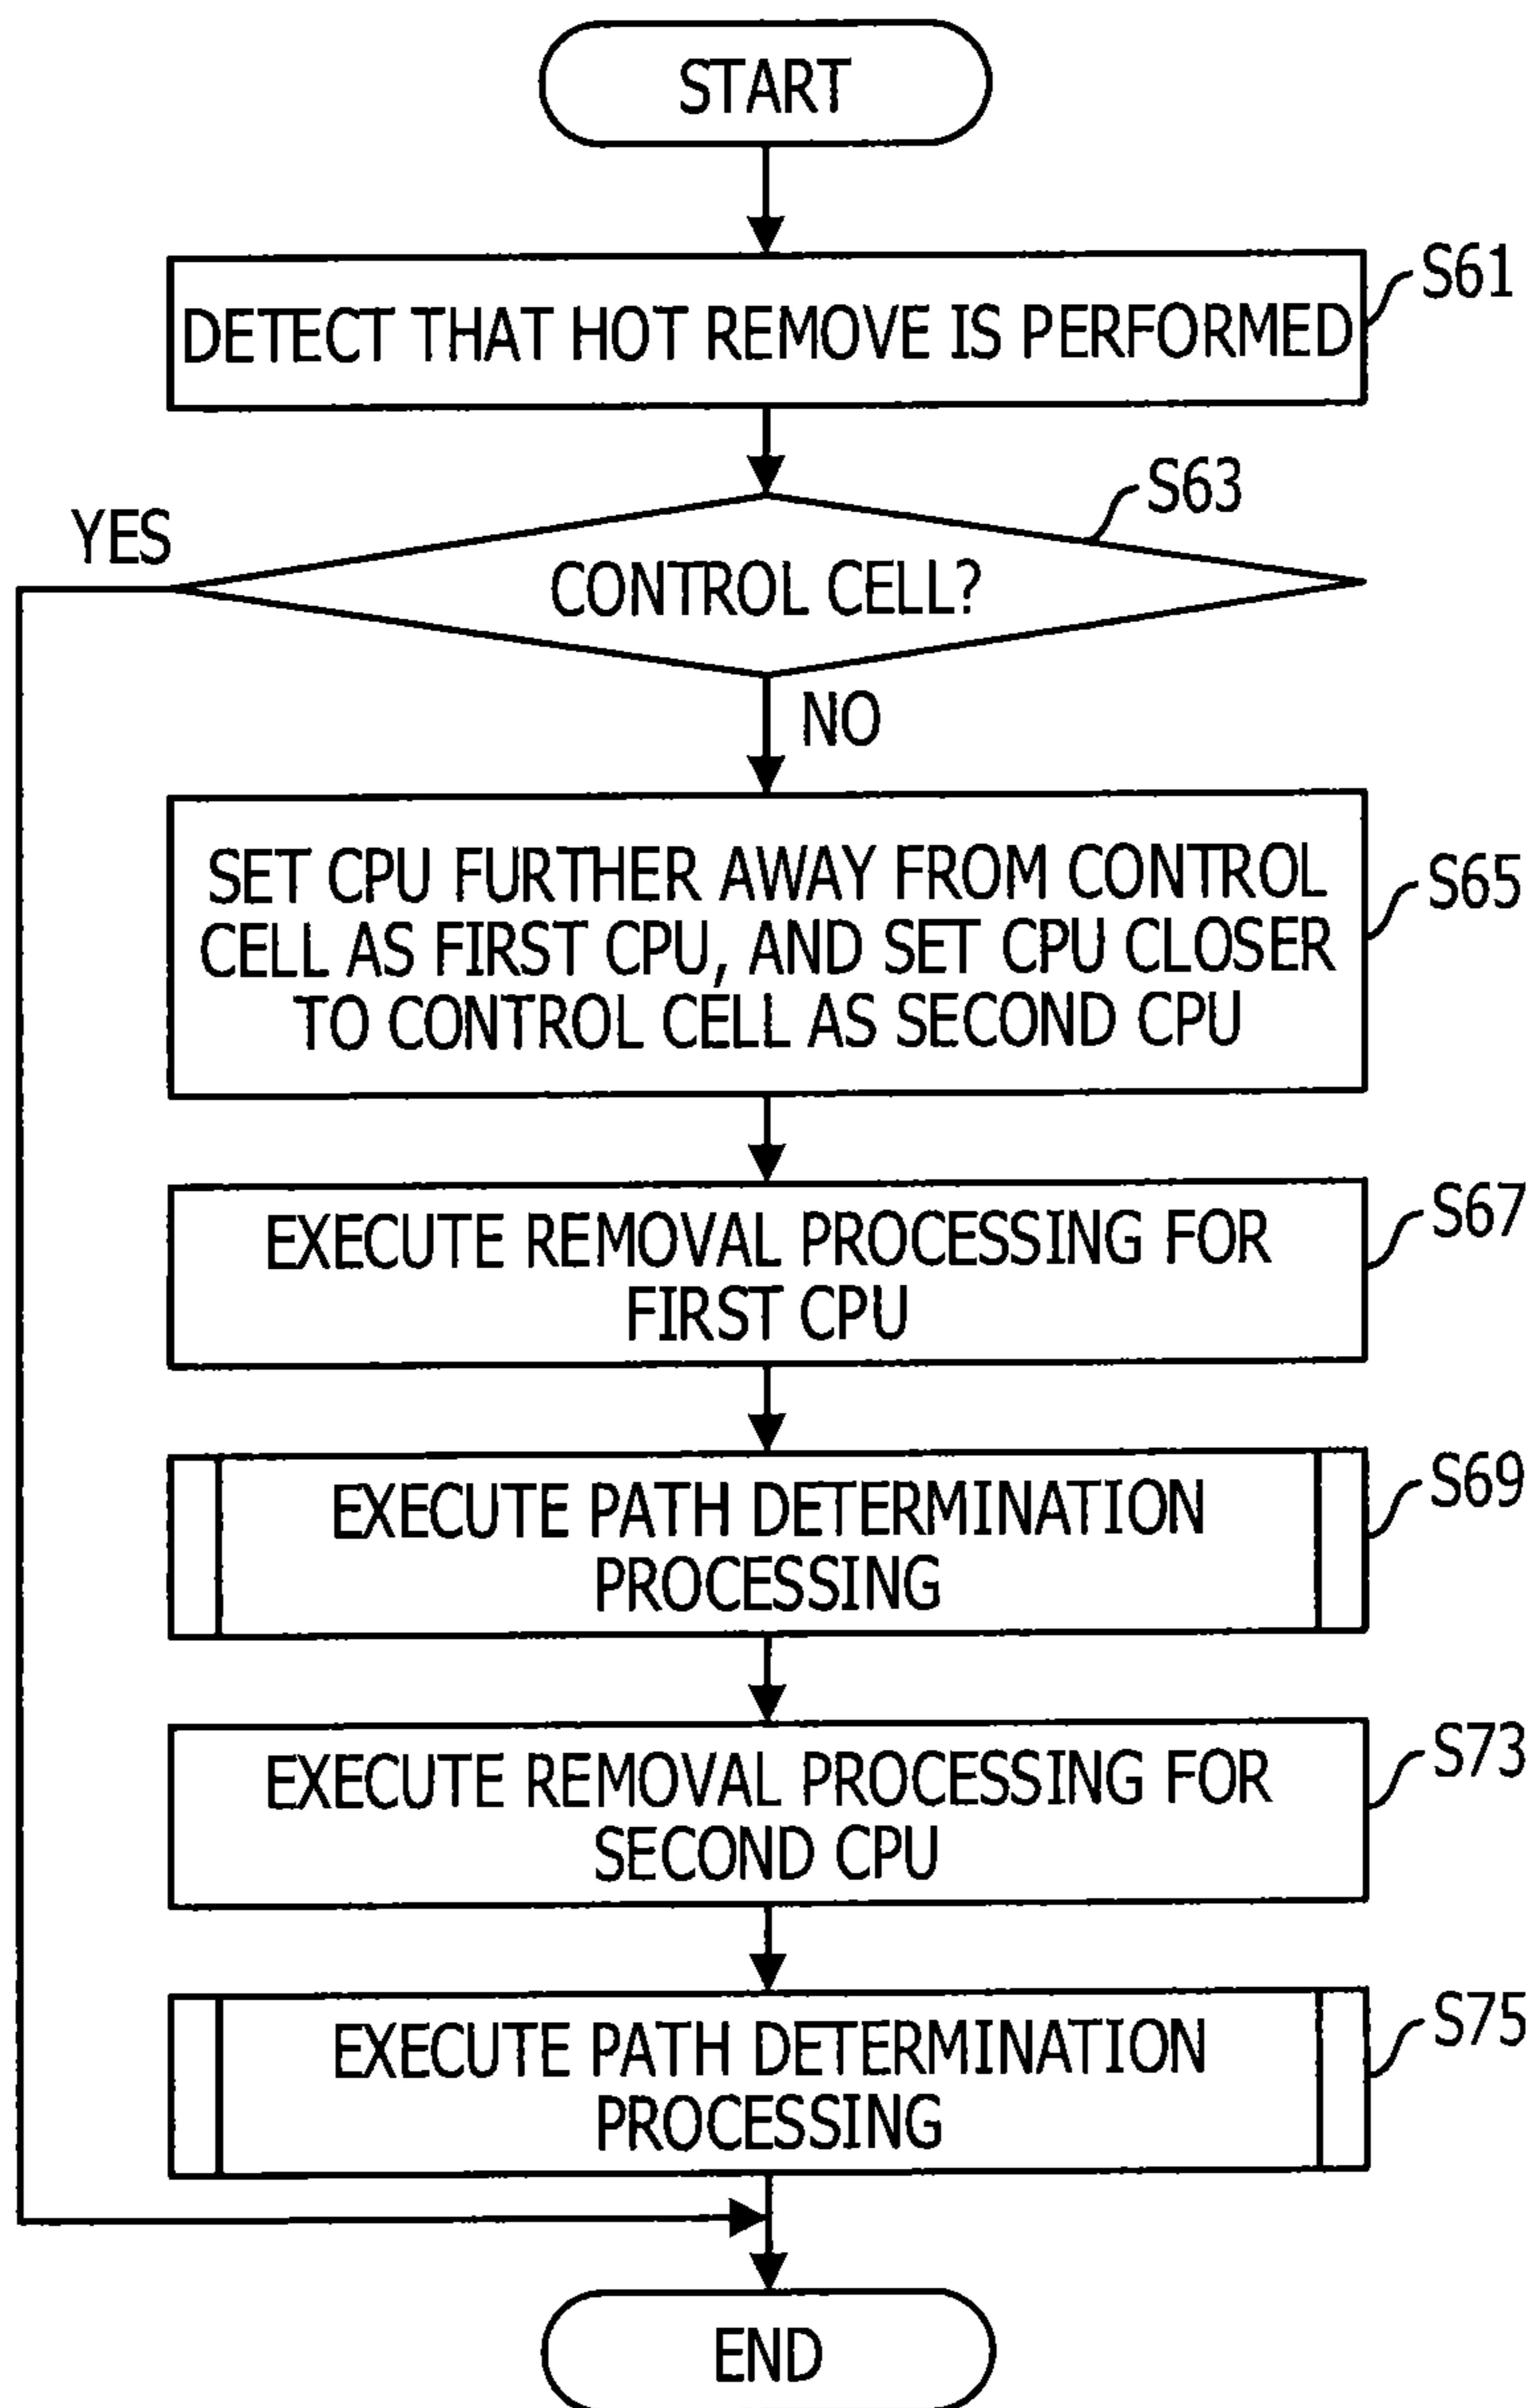 START
DETECT THAT HOT REMOVE IS PERFORMED
S61
S63
YES
CONTROL CELL?
NO
SET CPU FURTHER AWAY FROM CONTROL
CELL AS FIRST CPU, AND SET CPU CLOSER
TO CONTROL CELL AS SECOND CPU
S65
EXECUTE REMOVAL PROCESSING FOR
FIRST CPU
S67
EXECUTE PATH DETERMINATION
PROCESSING
S69
EXECUTE REMOVAL PROCESSING FOR
SECOND CPU
S73
EXECUTE PATH DETERMINATION
PROCESSING
S75
END